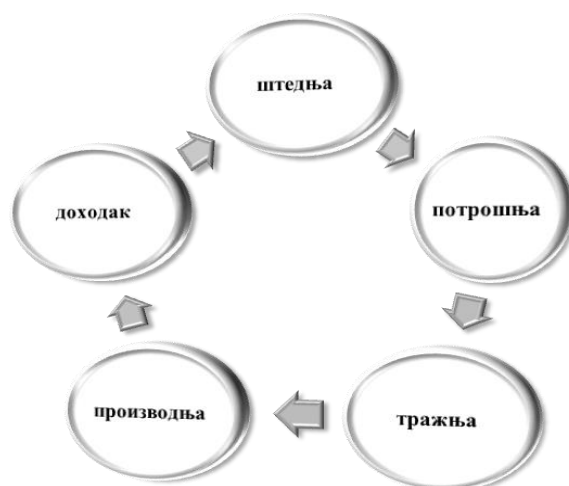 штедња
потрошња
тражња
производња
доходак